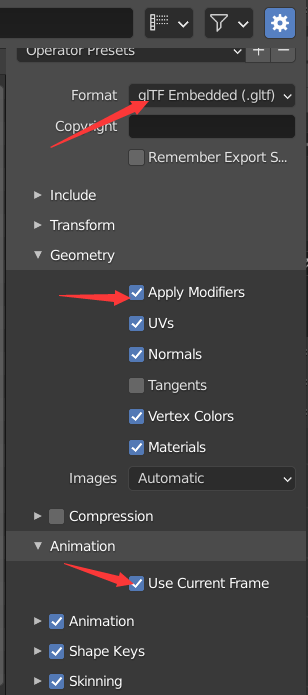 Operator Presets
Format glTF Embedded (.gltf)
Copyright
Remember Export S...
Include
Transform
Geometry
Apply Modifiers
UVs
Normals
Tangents
Vertex Colors
Materials
Images Automatic
Compression
Animation
Use Current Frame
Animation
Shape Keys
Skinning